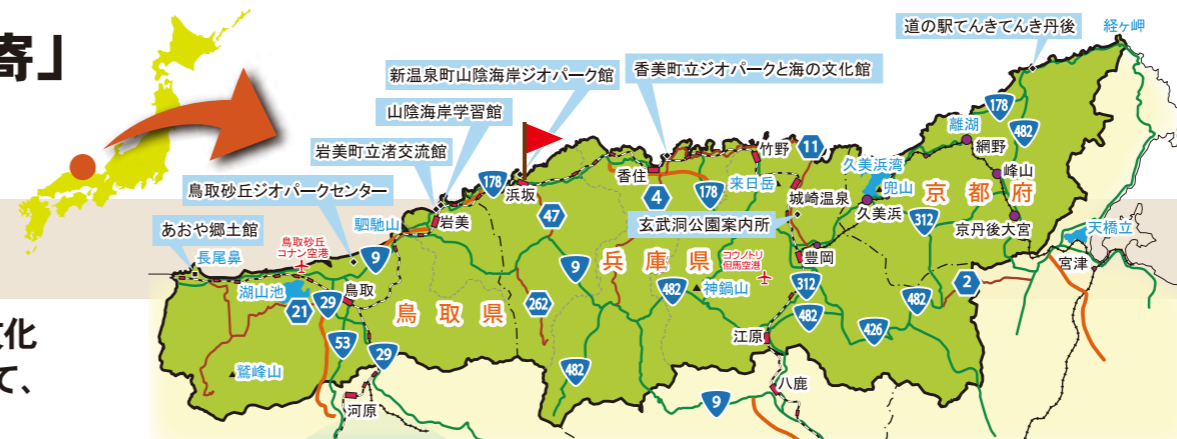 寄」
文化
て、
道の駅てんきてんき丹後
経ヶ岬
新温泉町山陰海岸ジオパーク館
香美町立ジオパークと海の文化館
山陰海岸学習館
岩美町立渚交流館
鳥取砂丘ジオパークセンター
あおや郷土館
玄武洞公園案内所
長尾鼻
鳥取砂丘
コナン空港
駟馳山
岩美
浜坂
香住
竹野
来日岳
城崎温泉
久美浜湾
兜山
久美浜
離湖
網野
峰山
京丹後大宮
京都府
天橋立
宮津
湖山池
鳥取
鳥取県
兵庫県
コウノトリ
但馬空港
豊岡
神鍋山
江原
八鹿
鷲峰山
河原
178
47
4
178
11
178
482
312
9
9
482
312
482
482
2
426
21
29
53
29
262
482
9